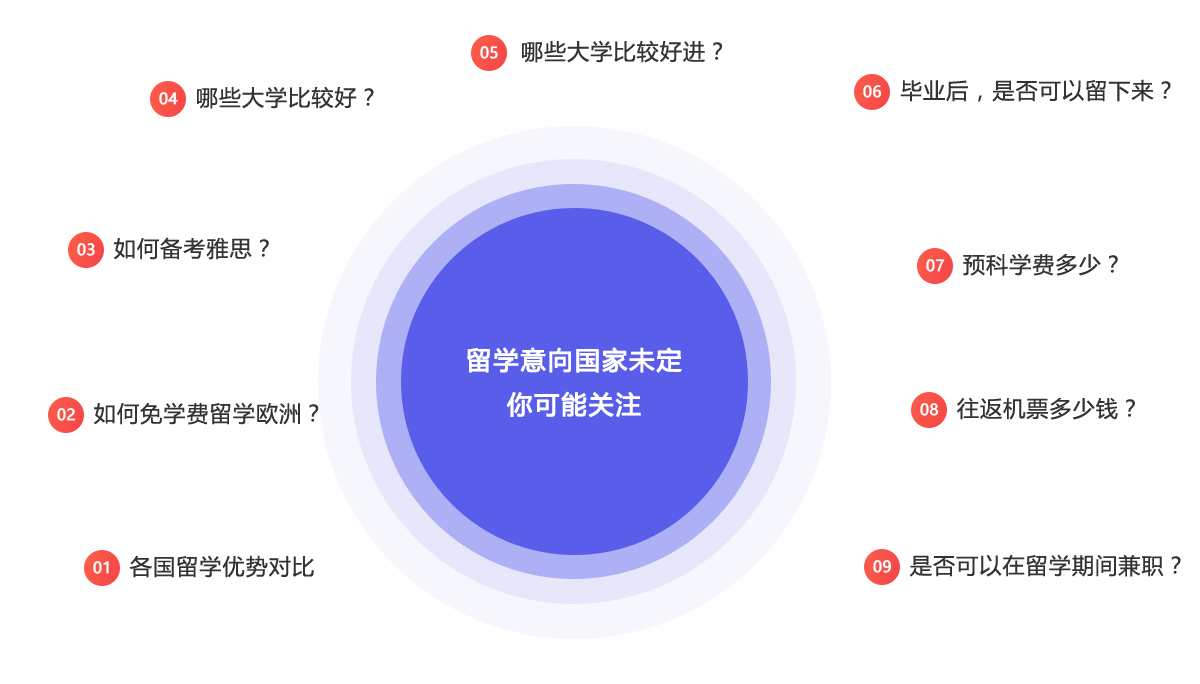 05 哪些大学比较好进？
04 哪些大学比较好？
06 毕业后，是否可以留下来？
03 如何备考雅思？
07 预科学费多少？
留学意向国家未定
你可能关注
02 如何免学费留学欧洲？
08 往返机票多少钱？
01 各国留学优势对比
09 是否可以在留学期间兼职？